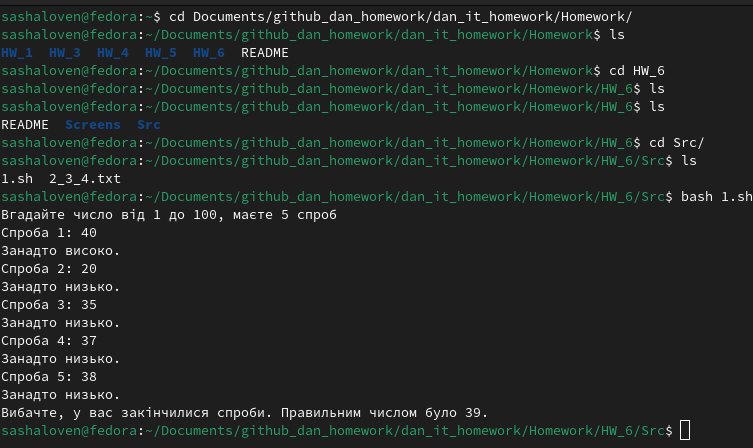 sashaloven@fedora:~$ cd Documents/github_dan_homework/dan_it_homework/Homework/
sashaloven@fedora:~/Documents/github_dan_homework/dan_it_homework/Homework$ ls
HW_1  HW_3  HW_4  HW_5  HW_6  README
sashaloven@fedora:~/Documents/github_dan_homework/dan_it_homework/Homework$ cd HW_6
sashaloven@fedora:~/Documents/github_dan_homework/dan_it_homework/Homework/HW_6$ ls
sashaloven@fedora:~/Documents/github_dan_homework/dan_it_homework/Homework/HW_6$ ls
README  Screens  Src
sashaloven@fedora:~/Documents/github_dan_homework/dan_it_homework/Homework/HW_6$ cd Src/
sashaloven@fedora:~/Documents/github_dan_homework/dan_it_homework/Homework/HW_6/Src$ ls
1.sh  2_3_4.txt
sashaloven@fedora:~/Documents/github_dan_homework/dan_it_homework/Homework/HW_6/Src$ bash 1.sh
Вгадайте число від 1 до 100, маєте 5 спроб
Спроба 1: 40
Занадто високо.
Спроба 2: 20
Занадто низько.
Спроба 3: 35
Занадто низько.
Спроба 4: 37
Занадто низько.
Спроба 5: 38
Занадто низько.
Вибачте, у вас закінчилися спроби. Правильним числом було 39.
sashaloven@fedora:~/Documents/github_dan_homework/dan_it_homework/Homework/HW_6/Src$